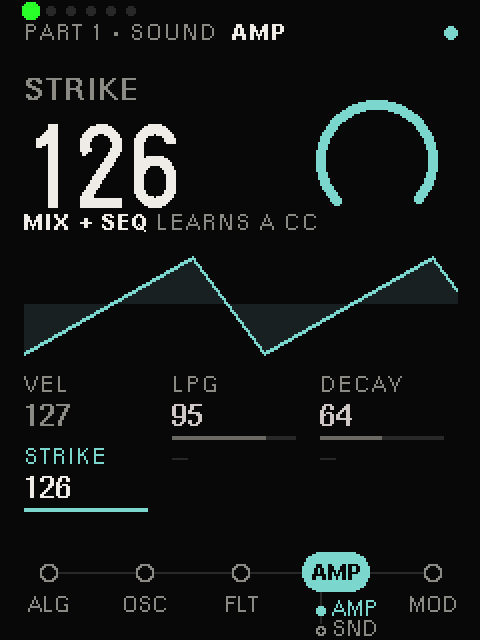 PART 1 · SOUND AMP
STRIKE
126
MIX + SEQ LEARNS A CC
VEL LPG DECAY
127 95 64
STRIKE — —
126
AMP
ALG OSC FLT AMP MOD
SND